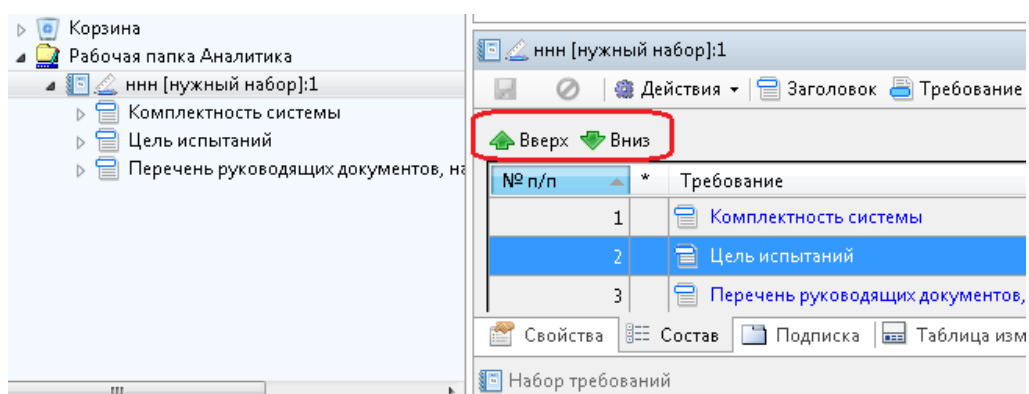 Корзина
Рабочая папка Аналитика
ннн [нужный набор]:1
Комплектность системы
Цель испытаний
Перечень руководящих документов, на
ннн [нужный набор]:1
Действия Заголовок Требование
Вверх Вниз
№ п/п * Требование
1 Комплектность системы
2 Цель испытаний
3 Перечень руководящих документов,
Свойства Состав Подписка Таблица изм
Набор требований